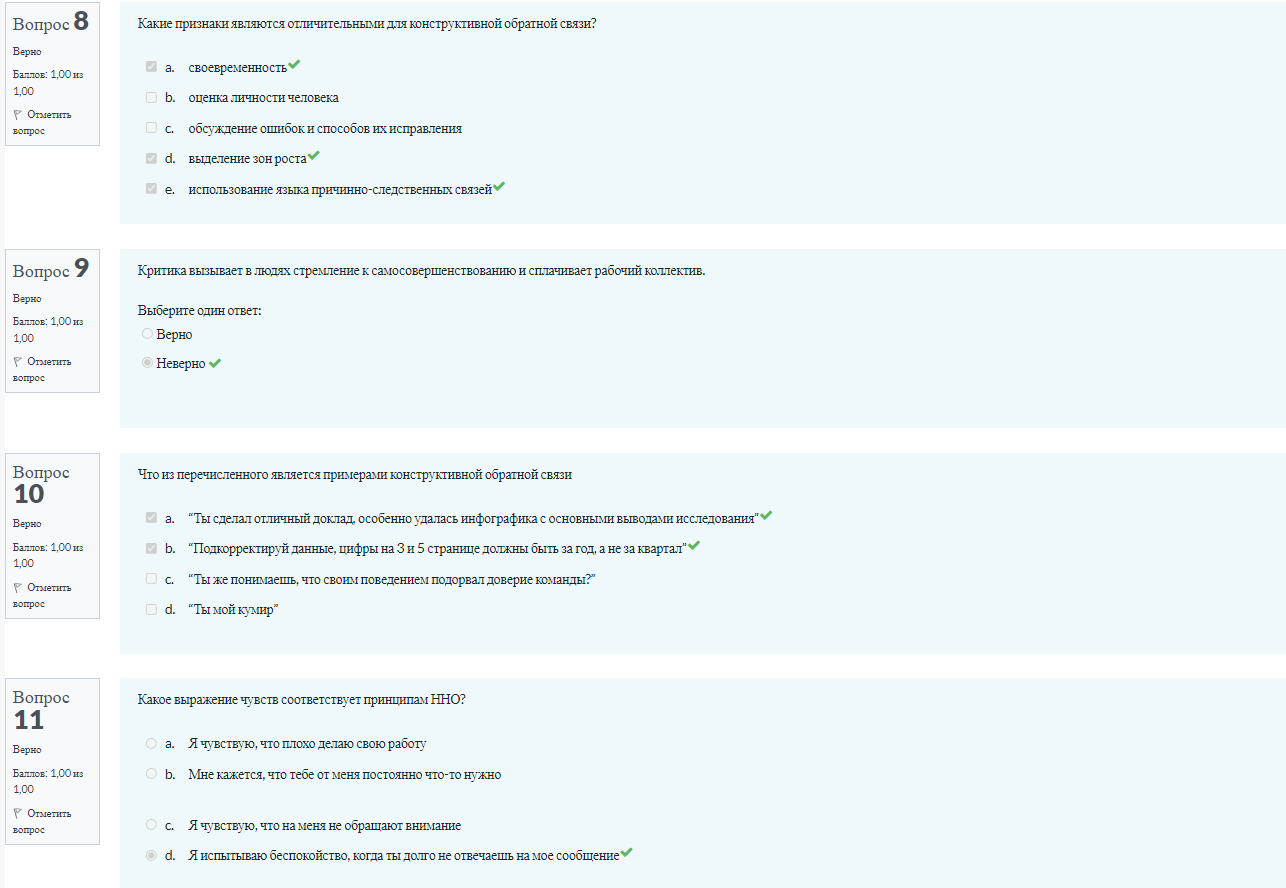 Вопрос 8
Верно
Баллов: 1,00 из
1,00
Отметить
вопрос
Какие признаки являются отличительными для конструктивной обратной связи?
a. своевременность
b. оценка личности человека
c. обсуждение ошибок и способов их исправления
d. выделение зон роста
e. использование языка причинно-следственных связей
Вопрос 9
Верно
Баллов: 1,00 из
1,00
Отметить
вопрос
Критика вызывает в людях стремление к самосовершенствованию и сплачивает рабочий коллектив.
Выберите один ответ:
Верно
Неверно
Вопрос
10
Верно
Баллов: 1,00 из
1,00
Отметить
вопрос
Что из перечисленного является примерами конструктивной обратной связи
a. “Ты сделал отличный доклад, особенно удалась инфографика с основными выводами исследования”
b. “Подкорректируй данные, цифры на 3 и 5 странице должны быть за год, а не за квартал”
c. “Ты же понимаешь, что своим поведением подорвал доверие команды?”
d. “Ты мой кумир”
Вопрос
11
Верно
Баллов: 1,00 из
1,00
Отметить
вопрос
Какое выражение чувств соответствует принципам ННО?
a. Я чувствую, что плохо делаю свою работу
b. Мне кажется, что тебе от меня постоянно что-то нужно
c. Я чувствую, что на меня не обращают внимание
d. Я испытываю беспокойство, когда ты долго не отвечаешь на мое сообщение